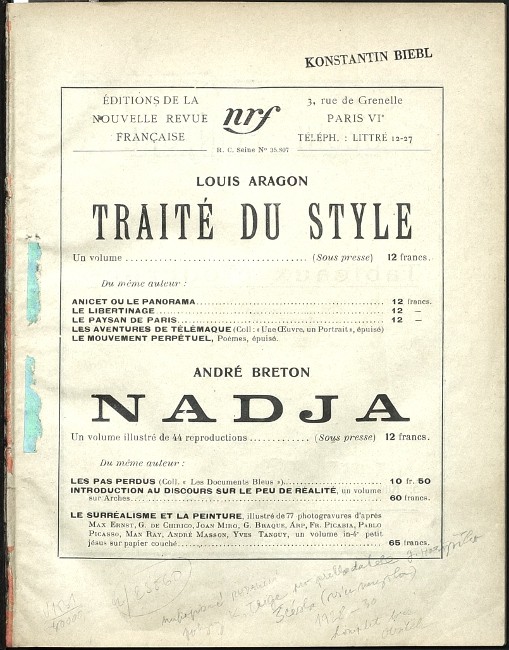 KONSTANTIN BIEBL
ÉDITIONS DE LA
NOUVELLE REVUE
FRANÇAISE
nrf
3, rue de Grenelle
PARIS VIᵉ
TÉLÉPH. : LITTRÉ 12-27
R. C. Seine Nº 35.807
LOUIS ARAGON
TRAITÉ DU STYLE
Un volume ........................ (Sous presse) 12 francs.
Du même auteur :
ANICET OU LE PANORAMA........................ 12 francs.
LE LIBERTINAGE........................ 12 —
LE PAYSAN DE PARIS........................ 12 —
LES AVENTURES DE TÉLÉMAQUE (Coll : « Une Œuvre, un Portrait », épuisé)
LE MOUVEMENT PERPÉTUEL, Poèmes, épuisé.
ANDRÉ BRETON
NADJA
Un volume illustré de 44 reproductions ............ (Sous presse) 12 francs.
Du même auteur :
LES PAS PERDUS (Coll. « Les Documents Bleus »)........................ 10 fr. 50
INTRODUCTION AU DISCOURS SUR LE PEU DE RÉALITÉ, un volume
sur Arches........................ 60 francs.
LE SURRÉALISME ET LA PEINTURE, illustré de 77 photogravures d'après
Max Ernst, G. de Chirico, Joan Miro, G. Braque, Arp, Fr. Picabia, Pablo
Picasso, Man Ray, André Masson, Yves Tanguy, un volume in-4º petit
jésus sur papier couché........................ 65 francs.
1928-30